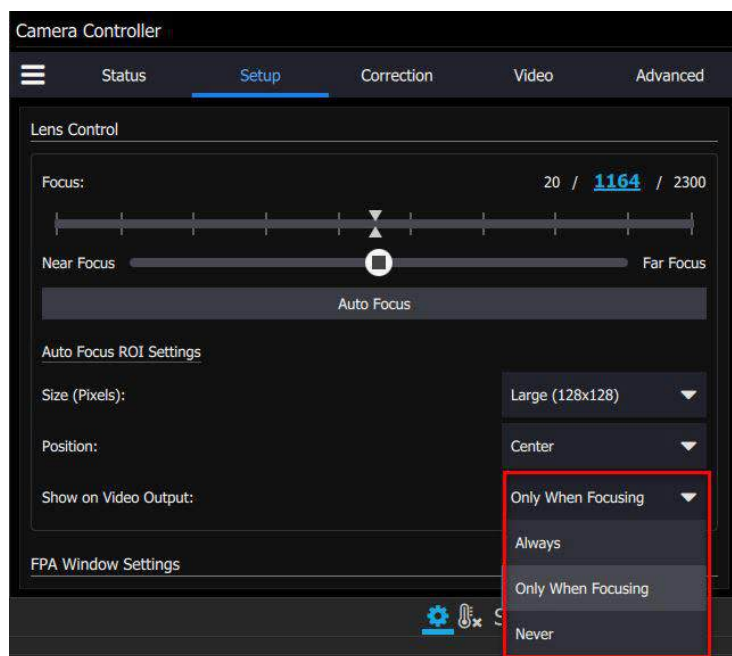 Camera Controller
Status Setup Correction Video Advanced
Lens Control
Focus: 20 / 1164 / 2300
Near Focus Far Focus
Auto Focus
Auto Focus ROI Settings
Size (Pixels): Large (128x128)
Position: Center
Show on Video Output: Only When Focusing
Always
FPA Window Settings
Only When Focusing
S
Never